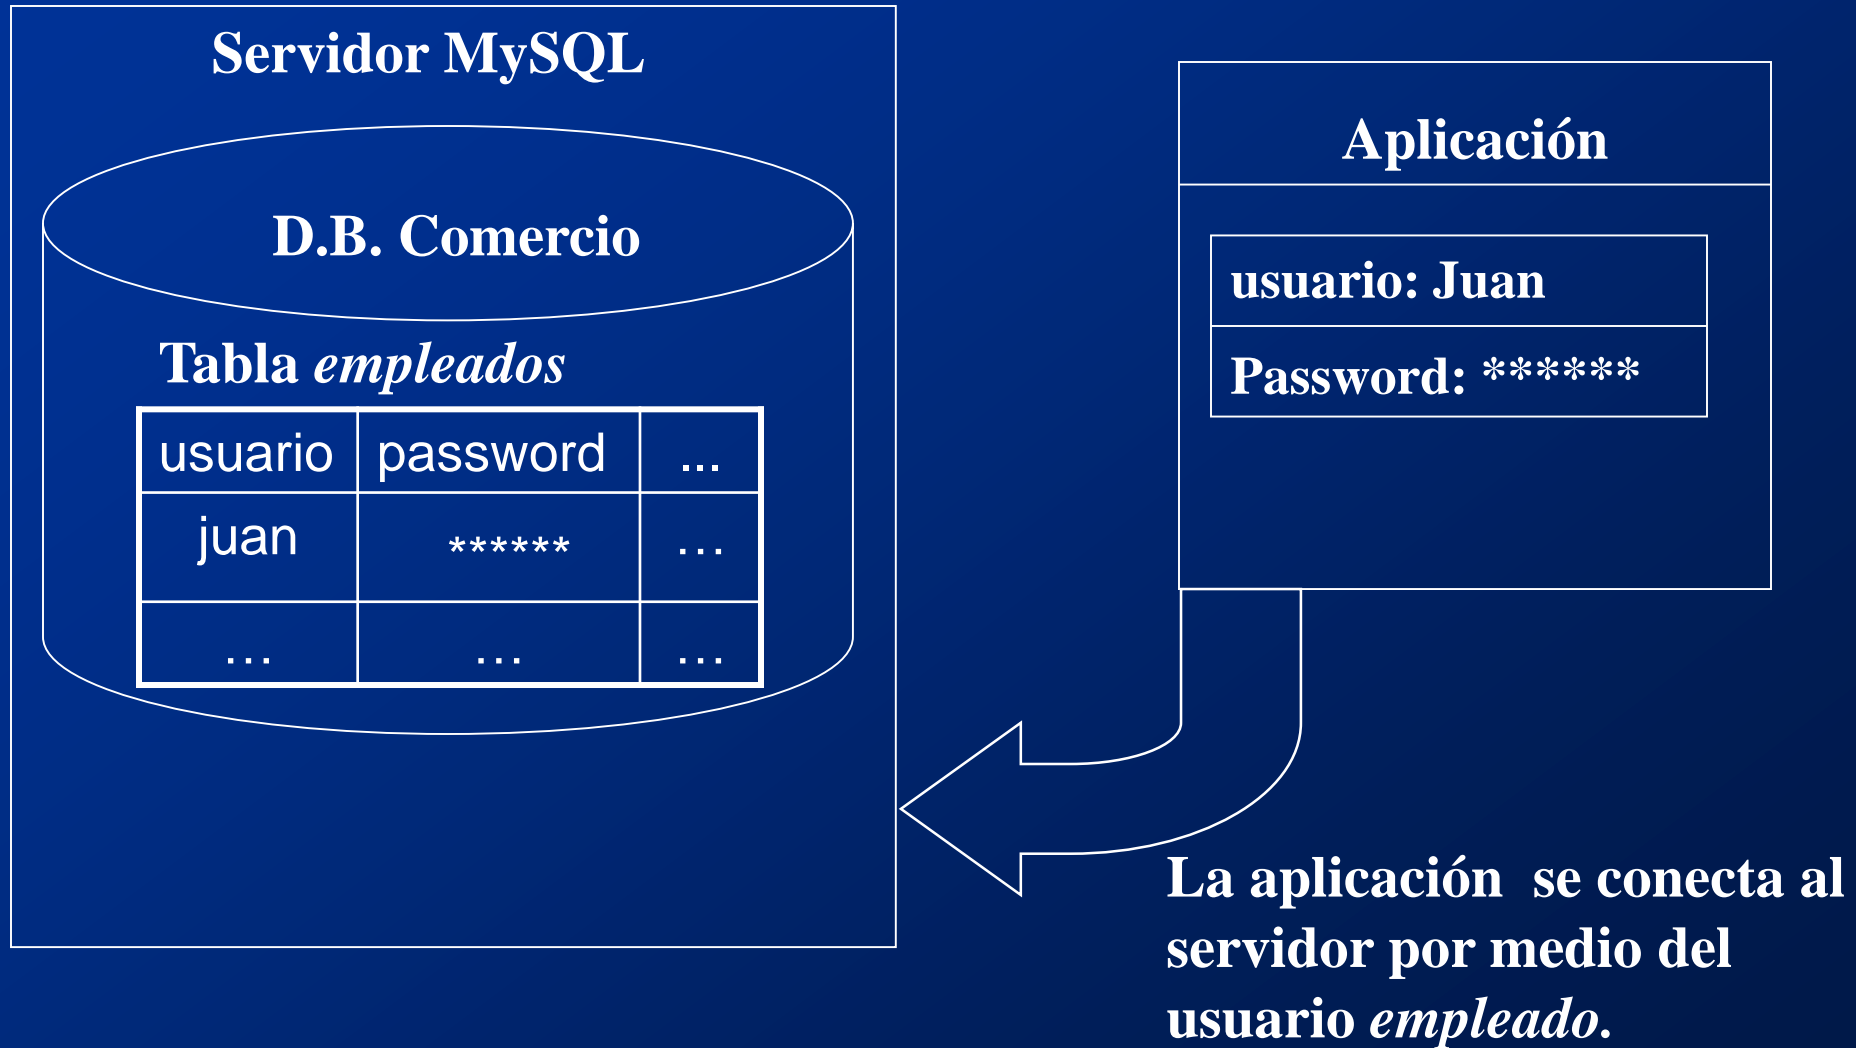 Servidor MySQL
D.B. Comercio
Tabla empleados
usuario password ...
juan ****** …
… … …
Aplicación
usuario: Juan
Password: ******
La aplicación  se conecta al
servidor por medio del
usuario empleado.